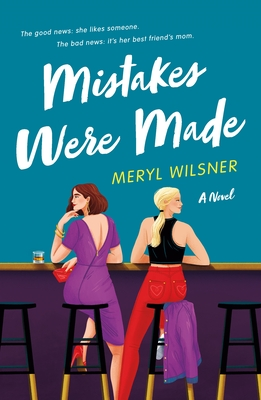 The good news: she likes someone.
The bad news: it's her best friend's mom.
Mistakes
Were Made
MERYL WILSNER
A Novel